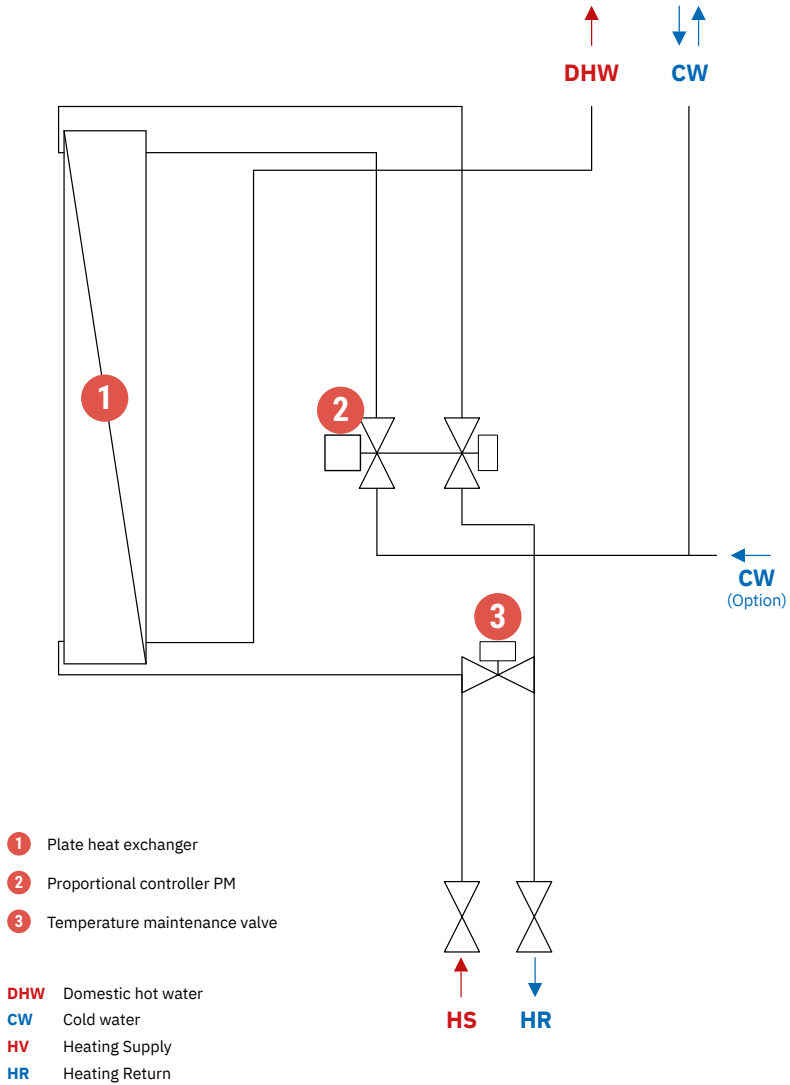 DHW CW
1
2
CW
(Option)
3
1 Plate heat exchanger
2 Proportional controller PM
3 Temperature maintenance valve
DHW Domestic hot water
CW Cold water
HV Heating Supply
HR Heating Return
HS HR